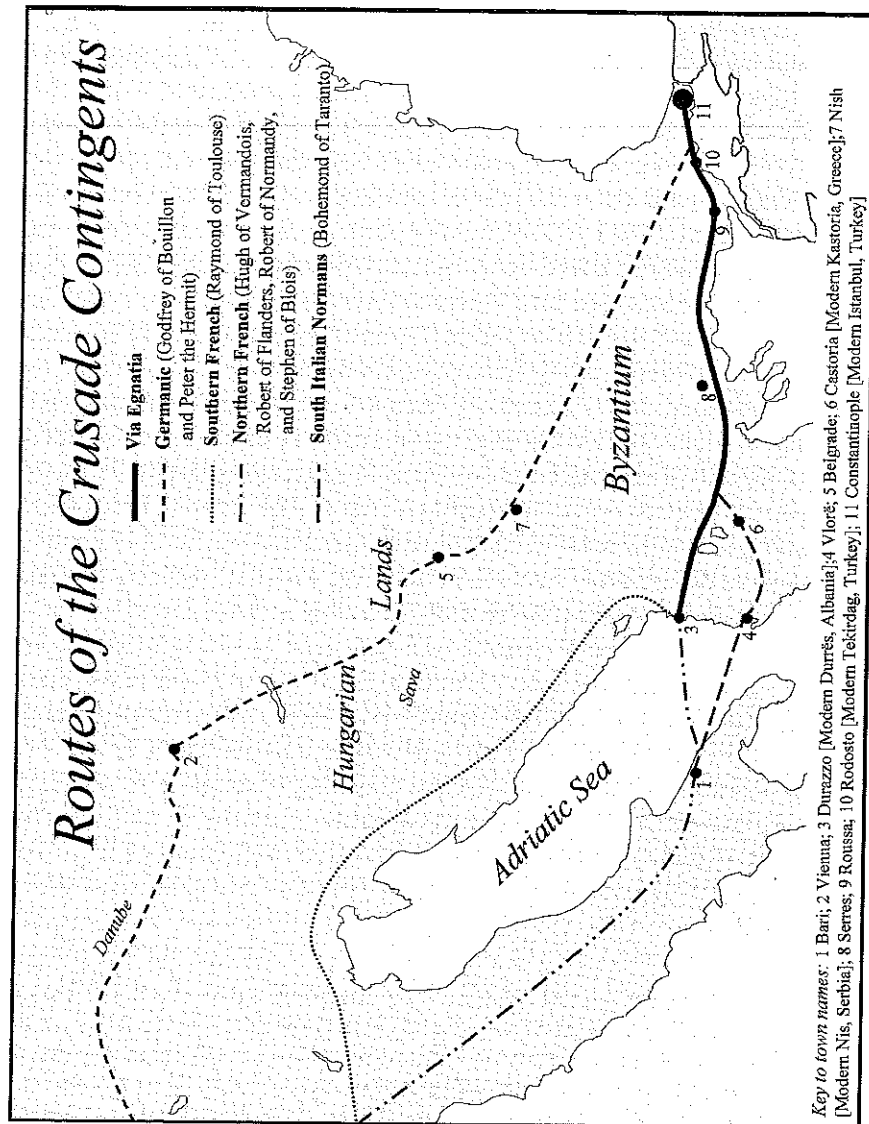 Routes of the Crusade Contingents
Via Egnatia
Germanic (Godfrey of Bouillon
and Peter the Hermit)
Southern French (Raymond of Toulouse)
Northern French (Hugh of Vermandois,
Robert of Flanders, Robert of Normandy,
and Stephen of Blois)
South Italian Normans (Bohemond of Taranto)
Danube
2
Hungarian
Lands
Sava
5
7
Byzantium
Adriatic Sea
1
3
4
6
8
9
10
11
Key to town names: 1 Bari; 2 Vienna; 3 Durazzo [Modern Durrës, Albania];4 Vlorë; 5 Belgrade; 6 Castoria [Modern Kastoria, Greece];7 Nish
[Modern Nis, Serbia]; 8 Serres; 9 Roussa; 10 Rodosto [Modern Tekirdag, Turkey]; 11 Constantinople [Modern Istanbul, Turkey]